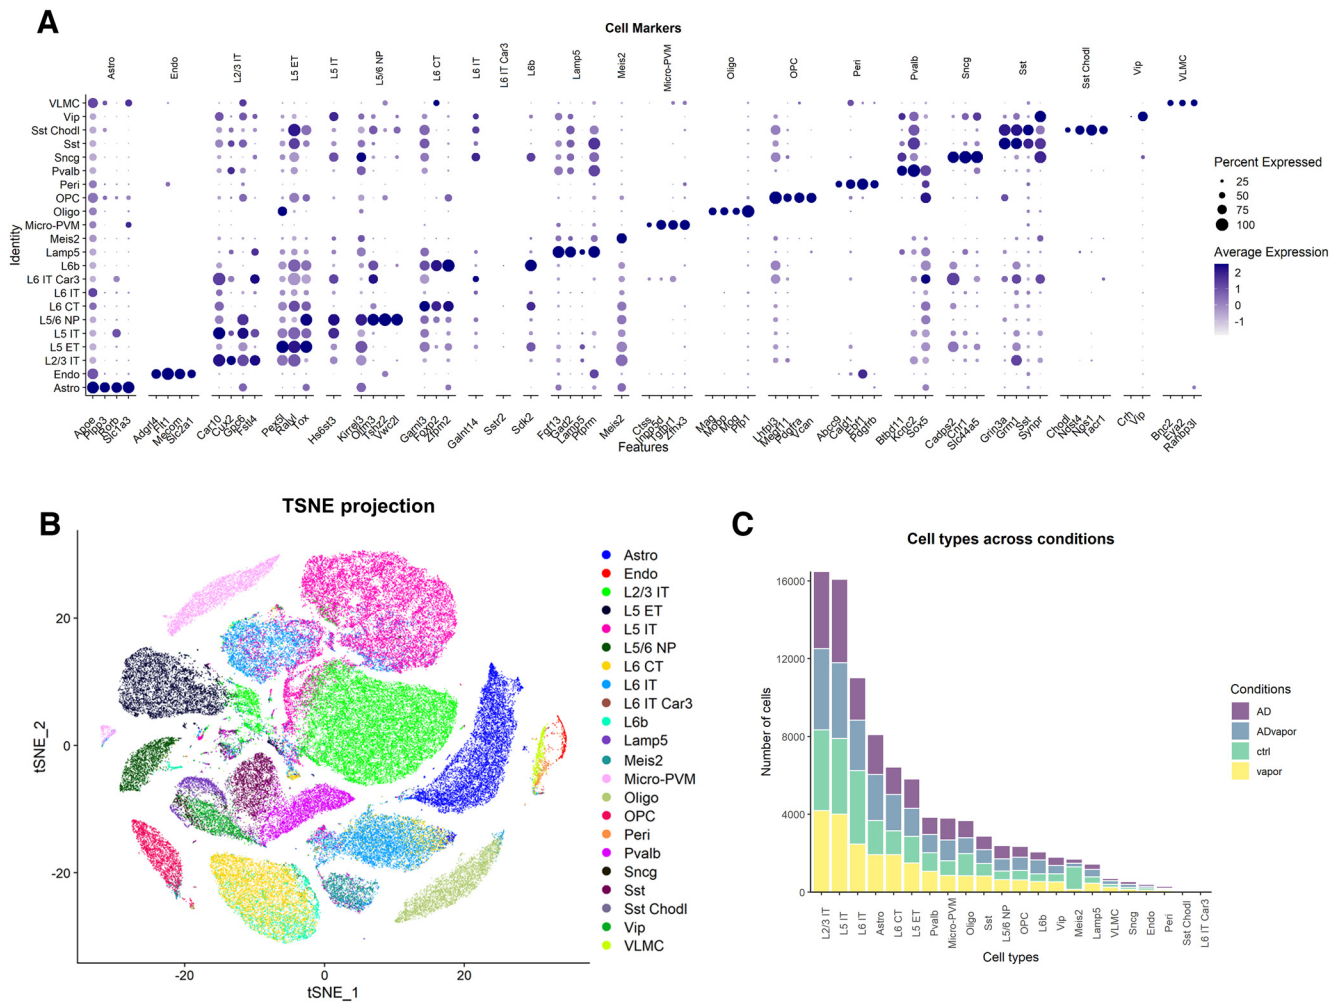 A
Cell Markers
Astro
Endo
L2/3 IT
L5 ET
L5 IT
L5/6 NP
L6 CT
L6 IT
L6 IT Car3
L6b
Lamp5
Meis2
Micro-PVM
Oligo
OPC
Peri
Pvalb
Sncg
Sst
Sst Chodl
Vip
VLMC
Identity
VLMC
Vip
Sst Chodl
Sst
Sncg
Pvalb
Peri
OPC
Oligo
Micro-PVM
Meis2
Lamp5
L6b
L6 IT Car3
L6 IT
L6 CT
L5/6 NP
L5 IT
L5 ET
L2/3 IT
Endo
Astro
Apoe
Rorb
Slc1a3
Adgrl4
Flt1
Mecom
Slc2a1
Car10
Cux2
Gpc6
Fstl4
Pex5l
Ralyl
Tox
Hs6st3
Kirrel3
Olfm3
Tshz2
Vwc2l
Garnl3
Foxp2
Zfpm2
Galnt14
Sstr2
Sdk2
Fgf13
Gad2
Lamp5
Ptprm
Meis2
Ctss
Inpp5d
Tgfbr1
Zfhx3
Mag
Mobp
Mog
Plp1
Lhfpl3
Megf11
Pdgfra
Vcan
Abcc9
Cald1
Pdgfrb
Btbd11
Kcnc2
Sox5
Cadps2
Cnr1
Slc44a5
Grin3a
Grm1
Sst
Synpr
Chodl
Ndst4
Nos1
Tacr1
Crh
Vip
Bnc2
Eya2
Ranbp3l
Features
Percent Expressed
25
50
75
100
Average Expression
2
1
0
-1
B
TSNE projection
tSNE_2
20
0
-20
-20
0
20
tSNE_1
Astro
Endo
L2/3 IT
L5 ET
L5 IT
L5/6 NP
L6 CT
L6 IT
L6 IT Car3
L6b
Lamp5
Meis2
Micro-PVM
Oligo
OPC
Peri
Pvalb
Sncg
Sst
Sst Chodl
Vip
VLMC
C
Cell types across conditions
Number of cells
16000
12000
8000
4000
0
L2/3 IT
L5 IT
L6 IT
Astro
L6 CT
L5 ET
Pvalb
Micro-PVM
Oligo
Sst
L5/6 NP
OPC
L6b
Vip
Meis2
Lamp5
VLMC
Sncg
Endo
Peri
Sst Chodl
L6 IT Car3
Cell types
Conditions
AD
ADvapor
ctrl
vapor